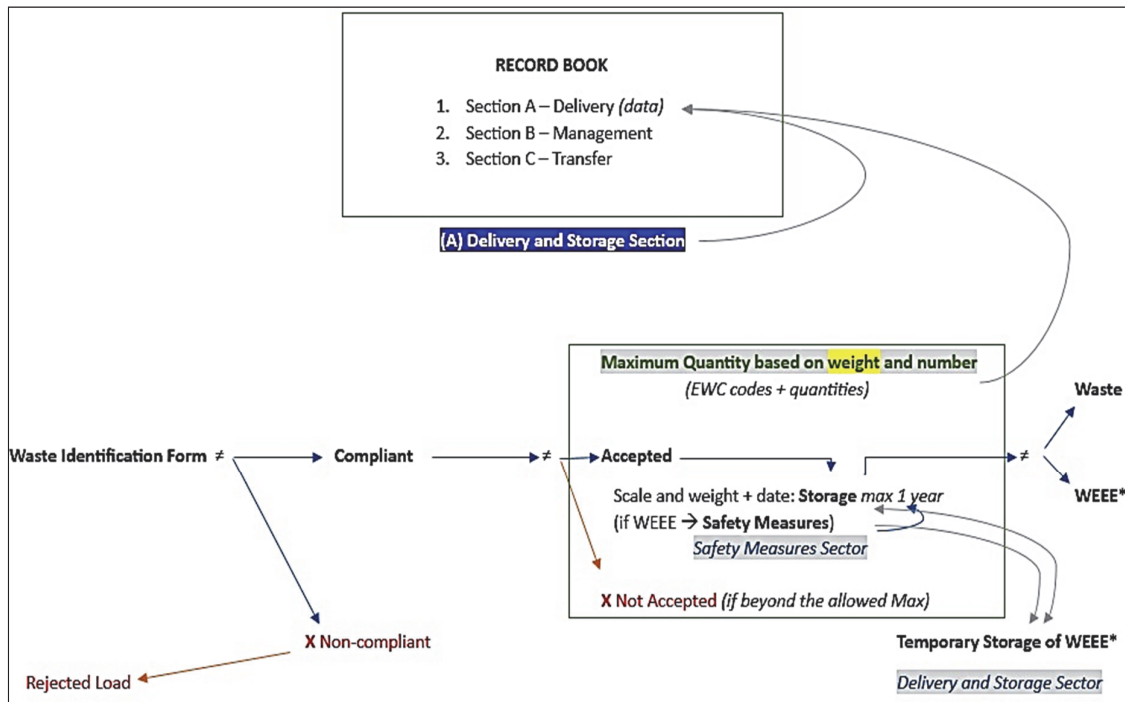 RECORD BOOK
1. Section A – Delivery (data)
2. Section B – Management
3. Section C – Transfer
(A) Delivery and Storage Section
Maximum Quantity based on weight and number
(EWC codes + quantities)
Waste
Waste Identification Form ≠
Compliant
≠
Accepted
≠
WEEE*
Scale and weight + date: Storage max 1 year
(if WEEE → Safety Measures)
Safety Measures Sector
X Not Accepted (if beyond the allowed Max)
X Non-compliant
Temporary Storage of WEEE*
Rejected Load
Delivery and Storage Sector